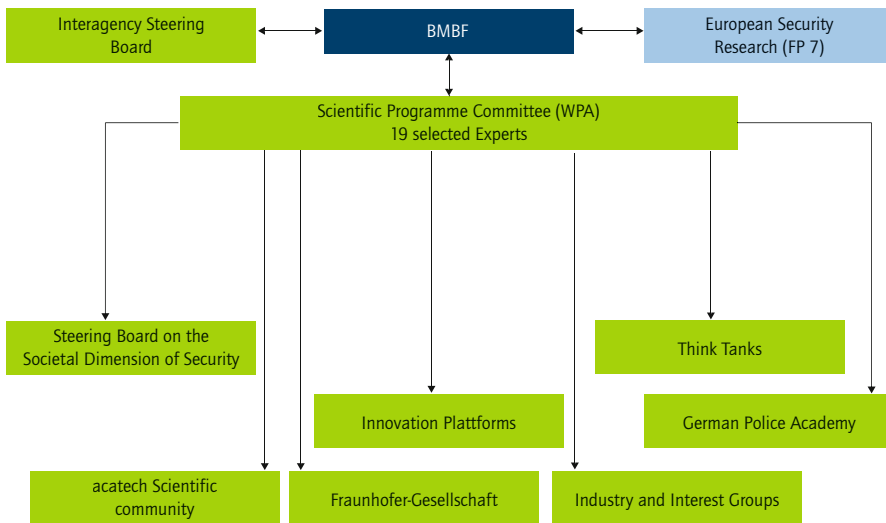 Interagency Steering
Board
BMBF
European Security
Research (FP 7)
Scientific Programme Committee (WPA)
19 selected Experts
Steering Board on the
Societal Dimension of Security
Think Tanks
Innovation Plattforms
German Police Academy
acatech Scientific
community
Fraunhofer-Gesellschaft
Industry and Interest Groups